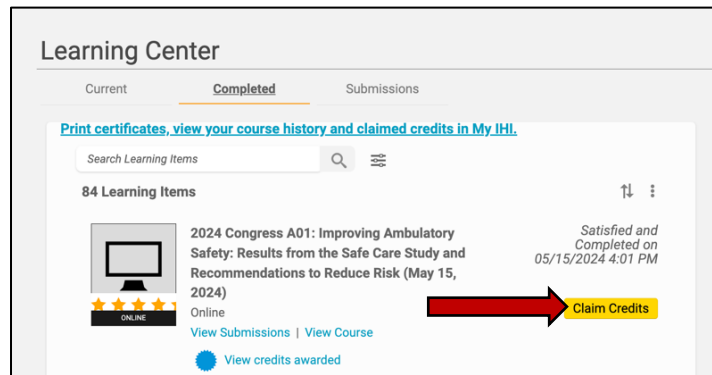 Learning Center
Current Completed Submissions
Print certificates, view your course history and claimed credits in My IHI.
Search Learning Items
84 Learning Items
2024 Congress A01: Improving Ambulatory
Safety: Results from the Safe Care Study and
Recommendations to Reduce Risk (May 15,
2024)
Online
View Submissions | View Course
View credits awarded
ONLINE
Satisfied and
Completed on
05/15/2024 4:01 PM
Claim Credits